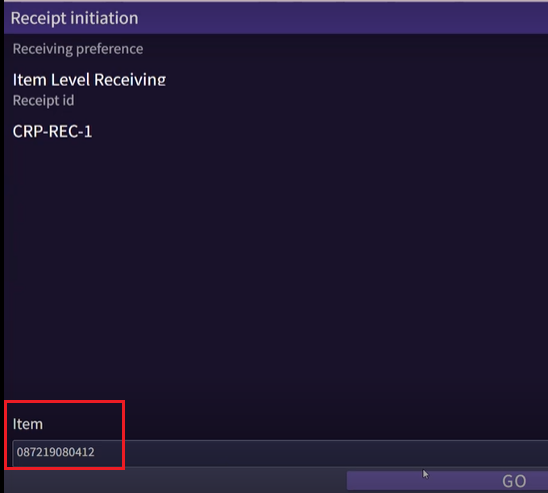 Receipt initiation
Receiving preference
Item Level Receiving
Receipt id
CRP-REC-1
Item
087219080412
GO